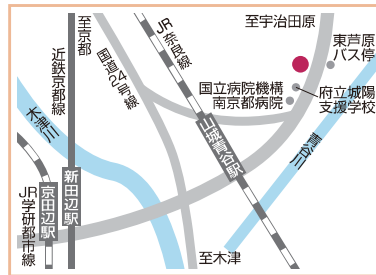 至宇治田原
東芦原
バス停
国立病院機構
南京都病院
府立城陽
支援学校
青谷川
JR奈良線
山城青谷駅
至京都
国道24号線
近鉄京都線
木津川
新田辺駅
京田辺駅
JR学研都市線
至木津